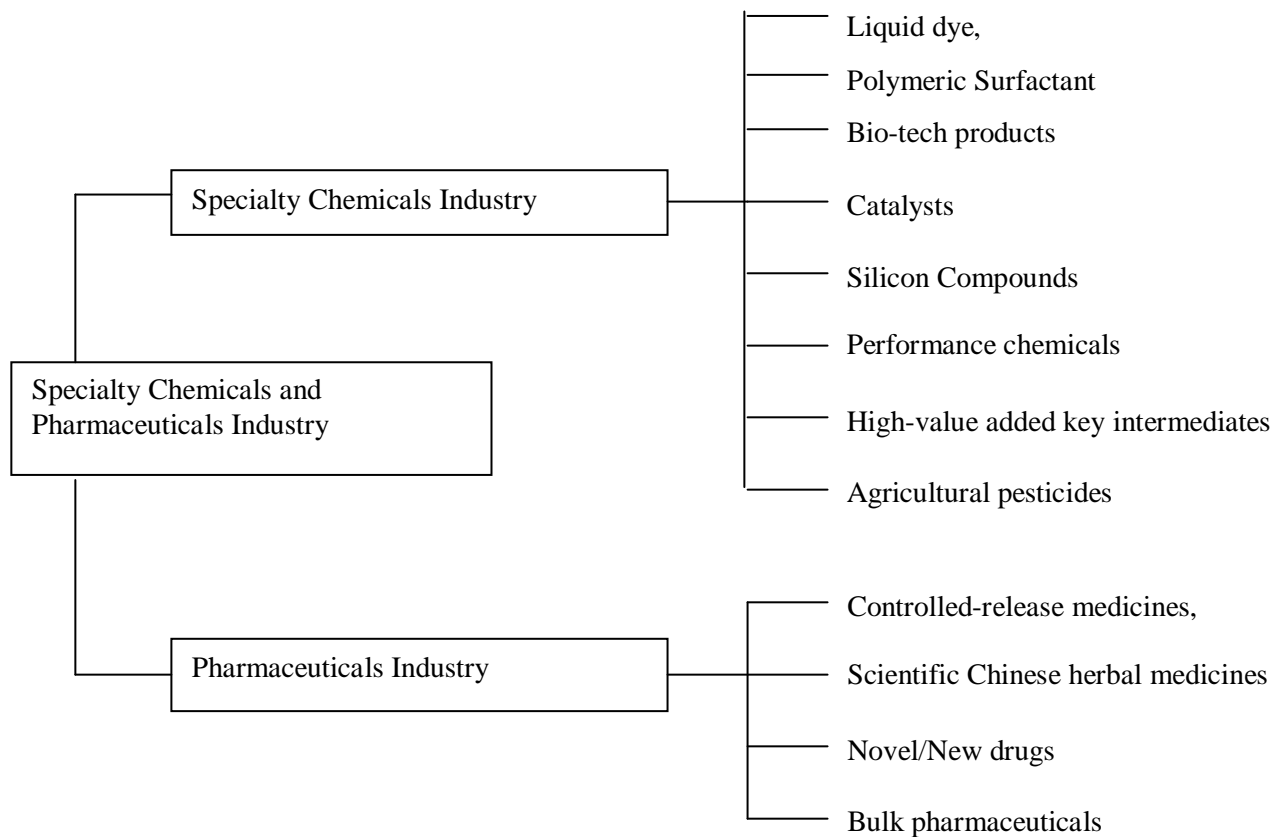 Liquid dye,
Polymeric Surfactant
Bio-tech products
Specialty Chemicals Industry
Catalysts
Silicon Compounds
Performance chemicals
Specialty Chemicals and
Pharmaceuticals Industry
High-value added key intermediates
Agricultural pesticides
Controlled-release medicines,
Pharmaceuticals Industry
Scientific Chinese herbal medicines
Novel/New drugs
Bulk pharmaceuticals